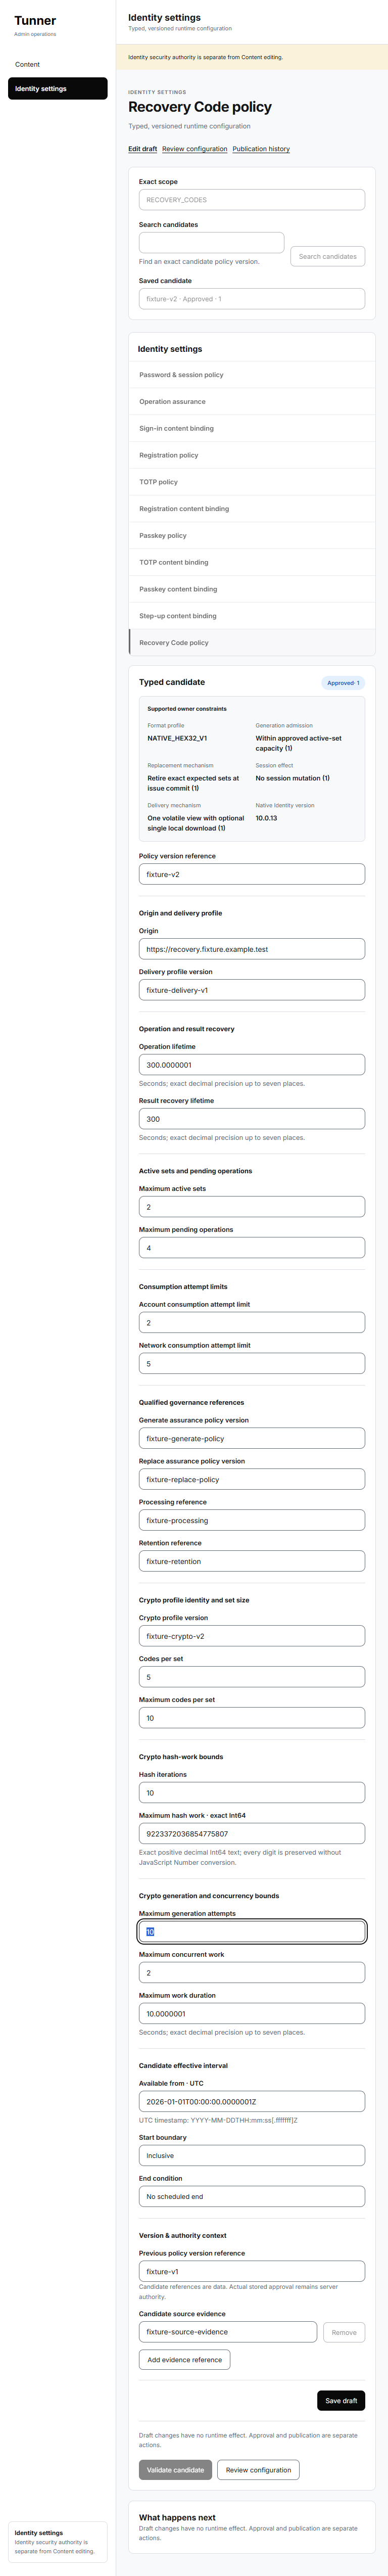 Tunner
Admin operations
Content
Identity settings
Identity settings
Typed, versioned runtime configuration
Identity security authority is separate from Content editing.
IDENTITY SETTINGS
Recovery Code policy
Typed, versioned runtime configuration
Edit draft Review configuration Publication history
Exact scope
RECOVERY_CODES
Search candidates
Find an exact candidate policy version.
Search candidates
Saved candidate
fixture-v2 · Approved · 1
Identity settings
Password & session policy
Operation assurance
Sign-in content binding
Registration policy
TOTP policy
Registration content binding
Passkey policy
TOTP content binding
Passkey content binding
Step-up content binding
Recovery Code policy
Typed candidate
Approved· 1
Supported owner constraints
Format profile
NATIVE_HEX32_V1
Generation admission
Within approved active-set
capacity (1)
Replacement mechanism
Retire exact expected sets at
issue commit (1)
Session effect
No session mutation (1)
Delivery mechanism
One volatile view with optional
single local download (1)
Native Identity version
10.0.13
Policy version reference
fixture-v2
Origin and delivery profile
Origin
https://recovery.fixture.example.test
Delivery profile version
fixture-delivery-v1
Operation and result recovery
Operation lifetime
300.0000001
Seconds; exact decimal precision up to seven places.
Result recovery lifetime
300
Seconds; exact decimal precision up to seven places.
Active sets and pending operations
Maximum active sets
2
Maximum pending operations
4
Consumption attempt limits
Account consumption attempt limit
2
Network consumption attempt limit
5
Qualified governance references
Generate assurance policy version
fixture-generate-policy
Replace assurance policy version
fixture-replace-policy
Processing reference
fixture-processing
Retention reference
fixture-retention
Crypto profile identity and set size
Crypto profile version
fixture-crypto-v2
Codes per set
5
Maximum codes per set
10
Crypto hash-work bounds
Hash iterations
10
Maximum hash work · exact Int64
9223372036854775807
Exact positive decimal Int64 text; every digit is preserved without
JavaScript Number conversion.
Crypto generation and concurrency bounds
Maximum generation attempts
10
Maximum concurrent work
2
Maximum work duration
10.0000001
Seconds; exact decimal precision up to seven places.
Candidate effective interval
Available from · UTC
2026-01-01T00:00:00.0000001Z
UTC timestamp: YYYY-MM-DDTHH:mm:ss[.fffffff]Z
Start boundary
Inclusive
End condition
No scheduled end
Version & authority context
Previous policy version reference
fixture-v1
Candidate references are data. Actual stored approval remains server
authority.
Candidate source evidence
fixture-source-evidence
Remove
Add evidence reference
Save draft
Draft changes have no runtime effect. Approval and publication are separate
actions.
Validate candidate
Review configuration
What happens next
Draft changes have no runtime effect. Approval and publication are separate
actions.
Identity settings
Identity security authority is
separate from Content editing.